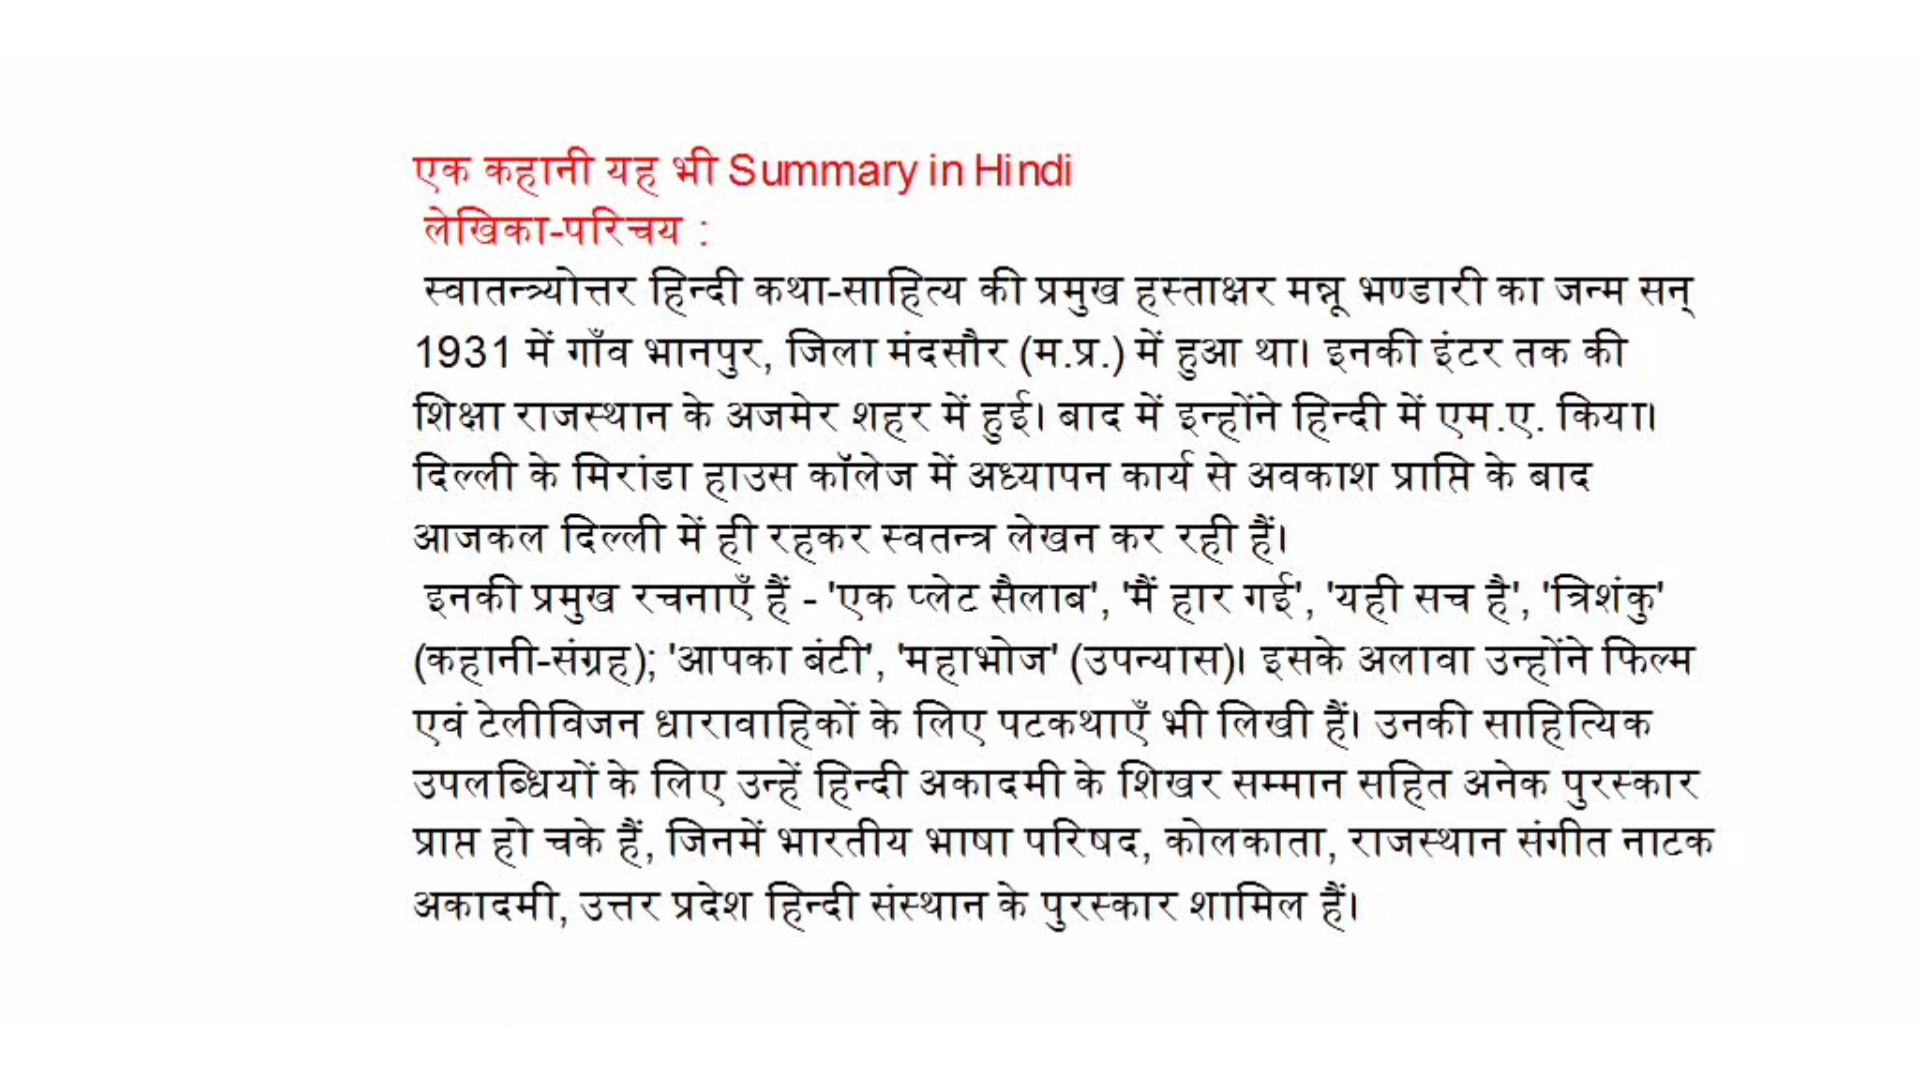 एक कहानी यह भी Summary in Hindi
लेखिका-परिचय :
स्वातन्त्र्योत्तर हिन्दी कथा-साहित्य की प्रमुख हस्ताक्षर मन्नू भण्डारी का जन्म सन्
1931 में गाँव भानपुर, जिला मंदसौर (म.प्र.) में हुआ था। इनकी इंटर तक की
शिक्षा राजस्थान के अजमेर शहर में हुई। बाद में इन्होंने हिन्दी में एम.ए. किया।
दिल्ली के मिरांडा हाउस कॉलेज में अध्यापन कार्य से अवकाश प्राप्ति के बाद
आजकल दिल्ली में ही रहकर स्वतन्त्र लेखन कर रही हैं।
इनकी प्रमुख रचनाएँ हैं - 'एक प्लेट सैलाब', 'मैं हार गई', 'यही सच है', 'त्रिशंकु'
(कहानी-संग्रह); 'आपका बंटी', 'महाभोज' (उपन्यास)। इसके अलावा उन्होंने फिल्म
एवं टेलीविजन धारावाहिकों के लिए पटकथाएँ भी लिखी हैं। उनकी साहित्यिक
उपलब्धियों के लिए उन्हें हिन्दी अकादमी के शिखर सम्मान सहित अनेक पुरस्कार
प्राप्त हो चके हैं, जिनमें भारतीय भाषा परिषद, कोलकाता, राजस्थान संगीत नाटक
अकादमी, उत्तर प्रदेश हिन्दी संस्थान के पुरस्कार शामिल हैं।